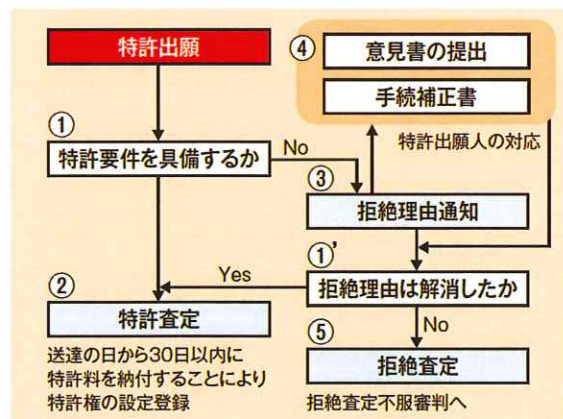 特許出願
④
意見書の提出
手続補正書
特許出願人の対応
①
特許要件を具備するか
No
③
拒絶理由通知
①'
拒絶理由は解消したか
Yes
②
特許査定
送達の日から30日以内に
特許料を納付することにより
特許権の設定登録
No
⑤
拒絶査定
拒絶査定不服審判へ